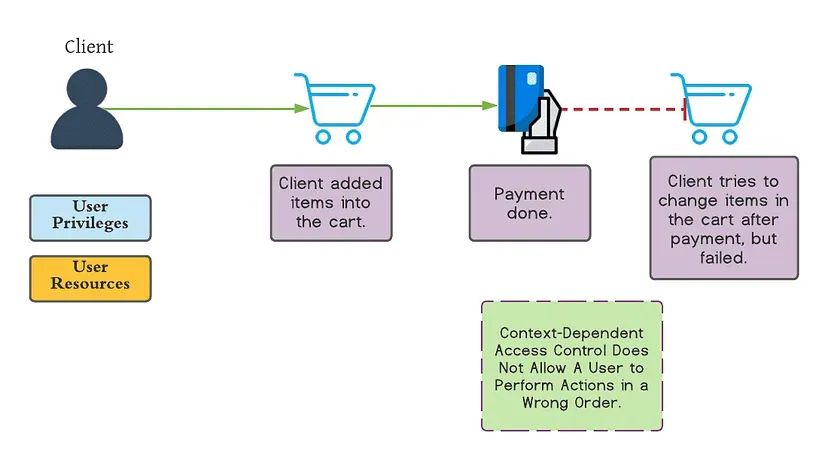 Client
Client added
items into
the cart.
Payment
done.
Client tries to
change items in
the cart after
payment, but
failed.
User
Privileges
User
Resources
Context-Dependent
Access Control Does
Not Allow A User to
Perform Actions in a
Wrong Order.